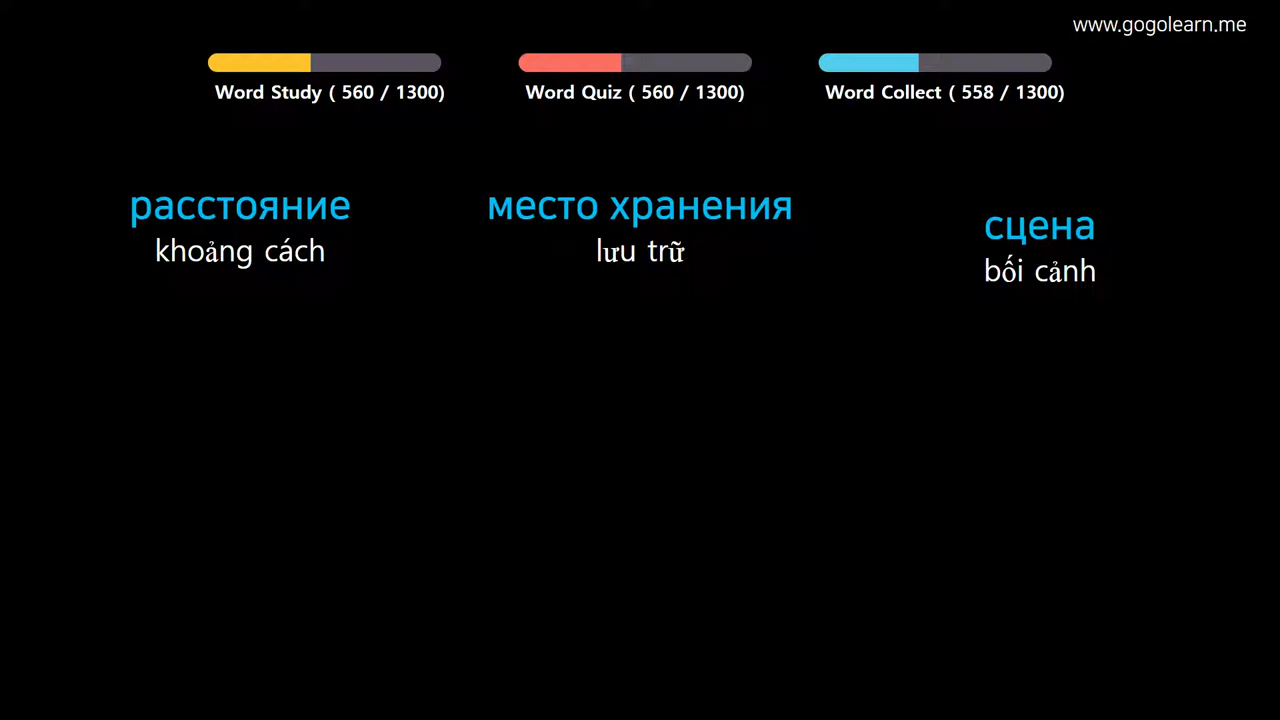 www.gogolearn.me
Word Study ( 560 / 1300)
Word Quiz ( 560 / 1300)
Word Collect ( 558 / 1300)
расстояние
khoảng cách
место хранения
lưu trữ
сцена
bối cảnh